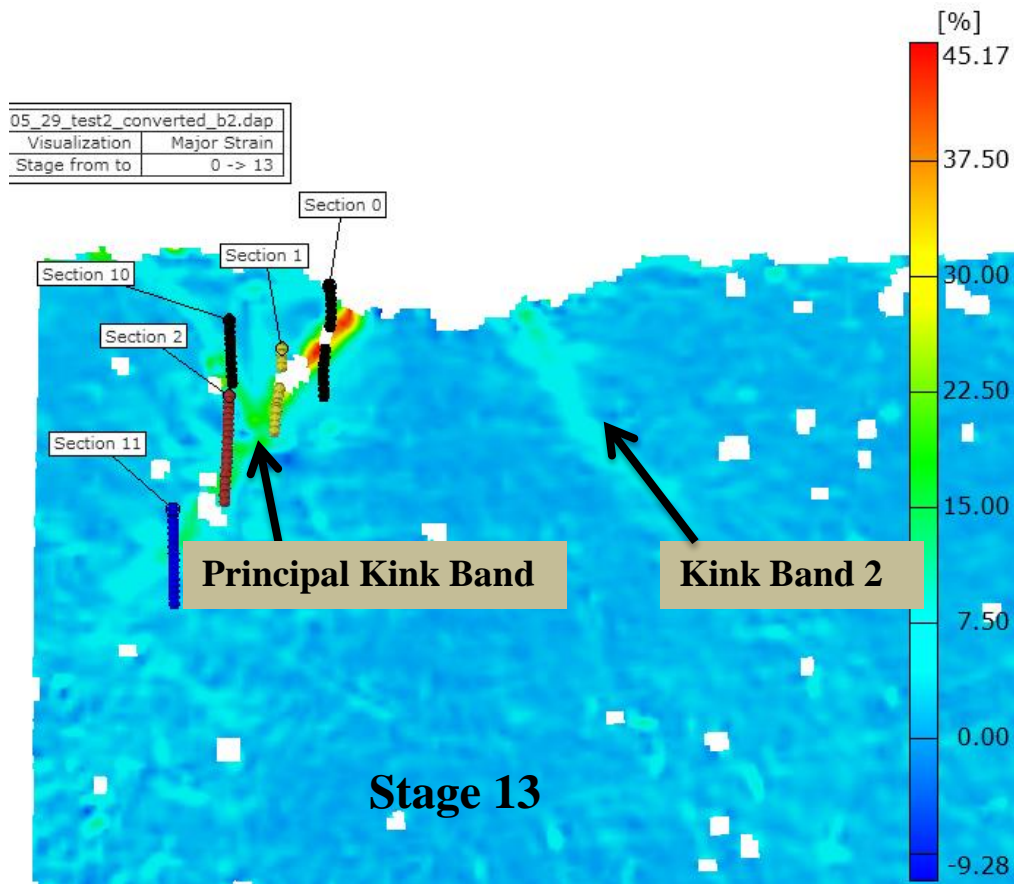 [%]
45.17
37.50
30.00
22.50
15.00
7.50
0.00
-9.28
05_29_test2_converted_b2.dap
Visualization Major Strain
Stage from to 0 -> 13
Section 0
Section 1
Section 10
Section 2
Section 11
Principal Kink Band
Kink Band 2
Stage 13